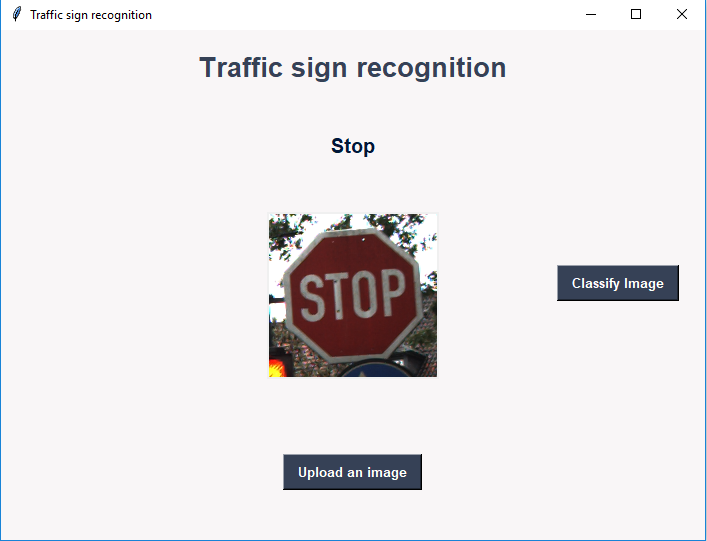 Traffic sign recognition
Traffic sign recognition
Stop
STOP
Classify Image
Upload an image